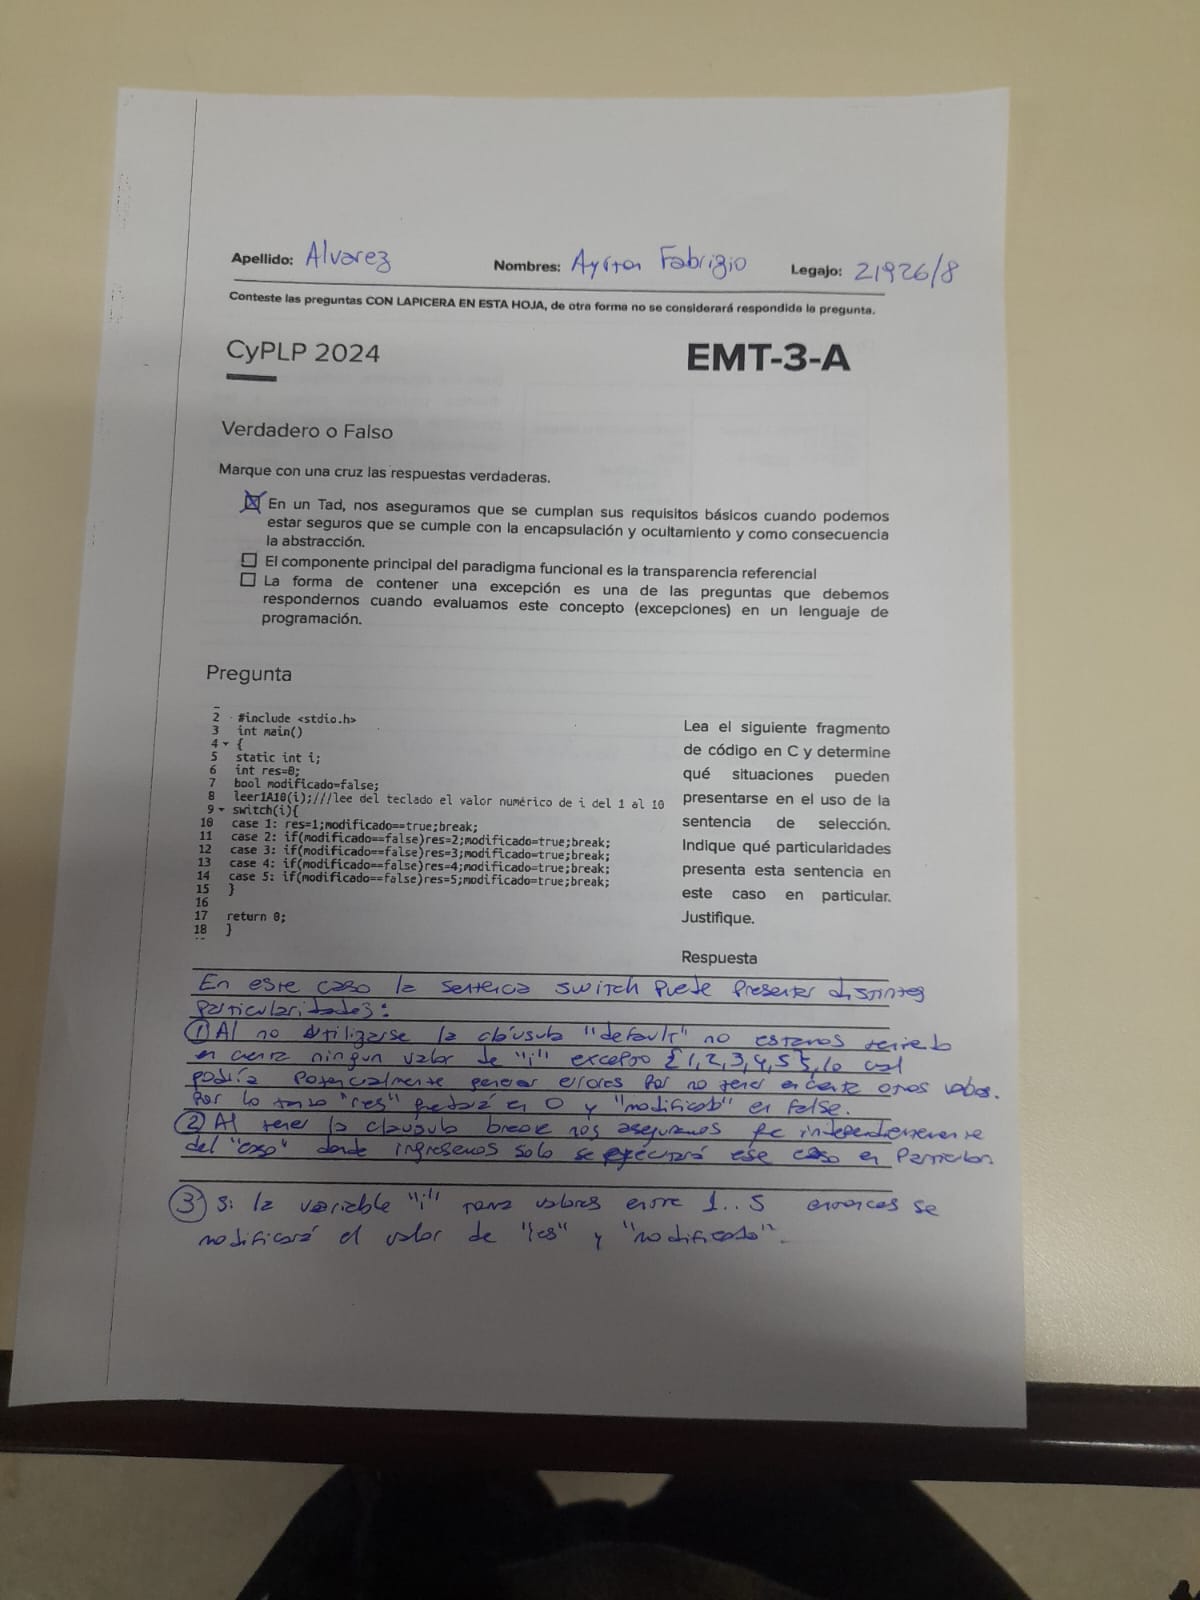 Apellido: Alvarez Nombres: Ayrton Fabrizio Legajo: 21926/8
Conteste las preguntas CON LAPICERA EN ESTA HOJA, de otra forma no se considerará respondida la pregunta.
CyPLP 2024 EMT-3-A
Verdadero o Falso
Marque con una cruz las respuestas verdaderas.
En un Tad, nos aseguramos que se cumplan sus requisitos básicos cuando podemos
estar seguros que se cumple con la encapsulación y ocultamiento y como consecuencia
la abstracción.
El componente principal del paradigma funcional es la transparencia referencial
La forma de contener una excepción es una de las preguntas que debemos
respondernos cuando evaluamos este concepto (excepciones) en un lenguaje de
programación.
Pregunta
2 #include <stdio.h>
3 int main()
4 {
5 static int i;
6 int res=0;
7 bool modificado=false;
8 leer1A10(i);///lee del teclado el valor numérico de i del 1 al 10
9 switch(i){
10 case 1: res=1;modificado==true;break;
11 case 2: if(modificado==false)res=2;modificado=true;break;
12 case 3: if(modificado==false)res=3;modificado=true;break;
13 case 4: if(modificado==false)res=4;modificado=true;break;
14 case 5: if(modificado==false)res=5;modificado=true;break;
15 }
16
17 return 0;
18 }
Lea el siguiente fragmento
de código en C y determine
qué situaciones pueden
presentarse en el uso de la
sentencia de selección.
Indique qué particularidades
presenta esta sentencia en
este caso en particular.
Justifique.
Respuesta
En este caso la sentencia switch puede presentar distintas
particularidades:
① Al no utilizarse la cláusula "default" no estamos teniendo
en cuenta ningun valor de "i" excepto {1,2,3,4,5}, lo cual
podría potencialmente generar errores por no tener en cuenta otros valores.
Por lo tanto "res" quedará en 0 y "modificado" en false.
② Al tener la clausula break nos aseguramos que independientemente
del "caso" donde ingresemos solo se ejecutará ese caso en particular.
③ Si la variable "i" toma valores entre 1..5 entonces se
modificará el valor de "res" y "modificado".